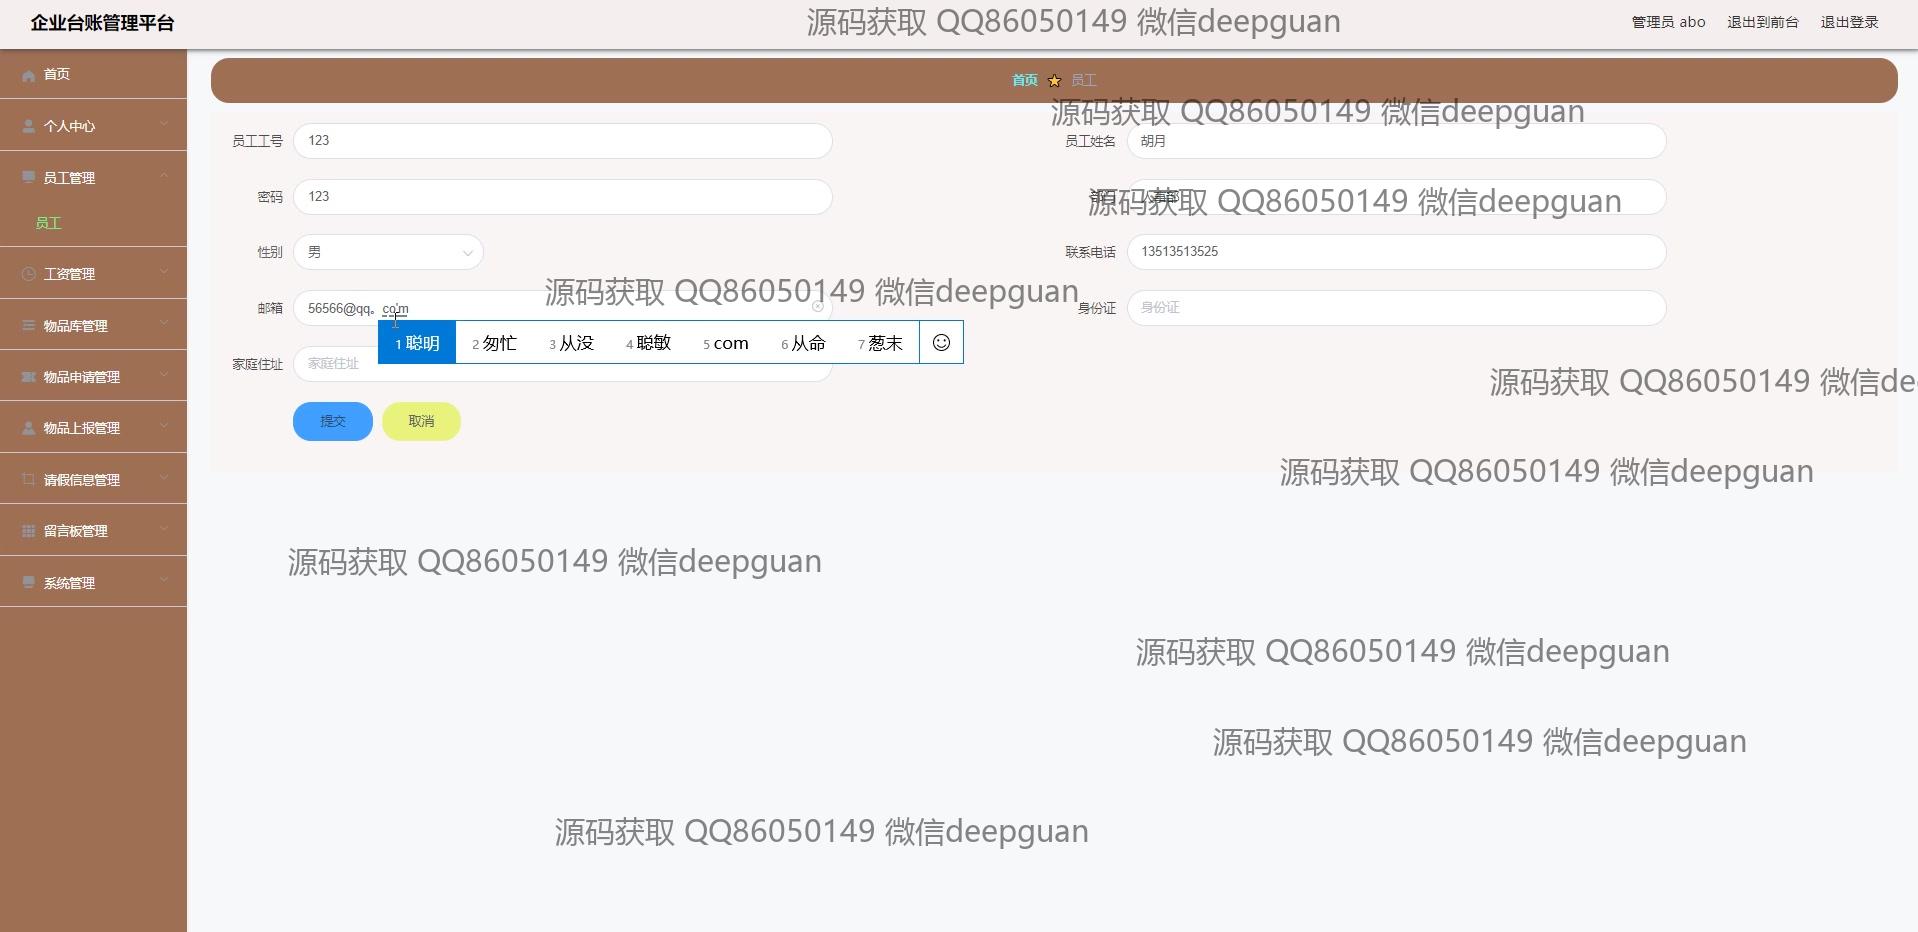 企业台账管理平台
源码获取 QQ86050149 微信deepguan
管理员 abo 退出到前台 退出登录
首页
个人中心
员工管理
员工
工资管理
物品库管理
物品申请管理
物品上报管理
请假信息管理
留言板管理
系统管理
首页 员工
源码获取 QQ86050149 微信deepguan
员工工号 123 员工姓名 胡月
密码 123
源码获取 QQ86050149 微信deepguan
性别 男 联系电话 13513513525
源码获取 QQ86050149 微信deepguan
邮箱 56566@qq。co'm 身份证 身份证
1 聪明 2 匆忙 3 从没 4 聪敏 5 com 6 从命 7 葱末
家庭住址 家庭住址
源码获取 QQ86050149 微信de
提交 取消
源码获取 QQ86050149 微信deepguan
源码获取 QQ86050149 微信deepguan
源码获取 QQ86050149 微信deepguan
源码获取 QQ86050149 微信deepguan
源码获取 QQ86050149 微信deepguan